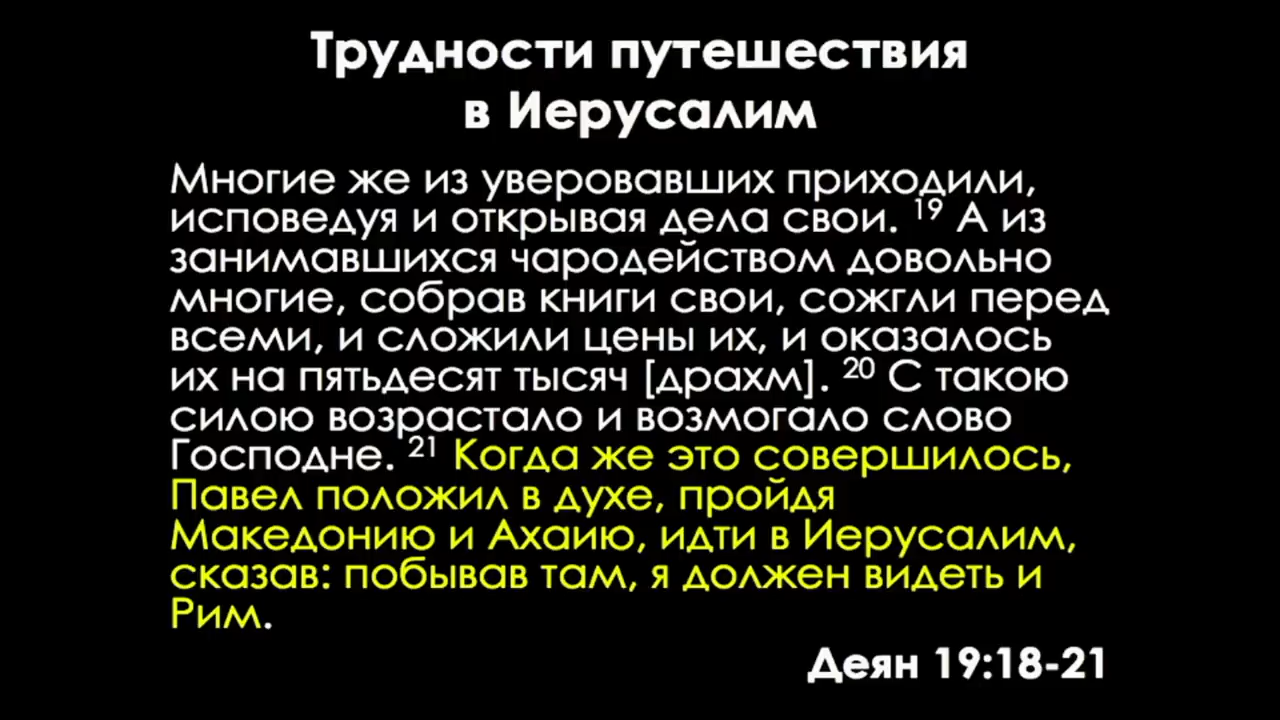 Трудности путешествия
в Иерусалим
Многие же из уверовавших приходили,
исповедуя и открывая дела свои. ¹⁹ А из
занимавшихся чародейством довольно
многие, собрав книги свои, сожгли перед
всеми, и сложили цены их, и оказалось
их на пятьдесят тысяч [драхм]. ²⁰ С такою
силою возрастало и возмогало слово
Господне. ²¹ Когда же это совершилось,
Павел положил в духе, пройдя
Македонию и Ахаию, идти в Иерусалим,
сказав: побывав там, я должен видеть и
Рим.
Деян 19:18-21